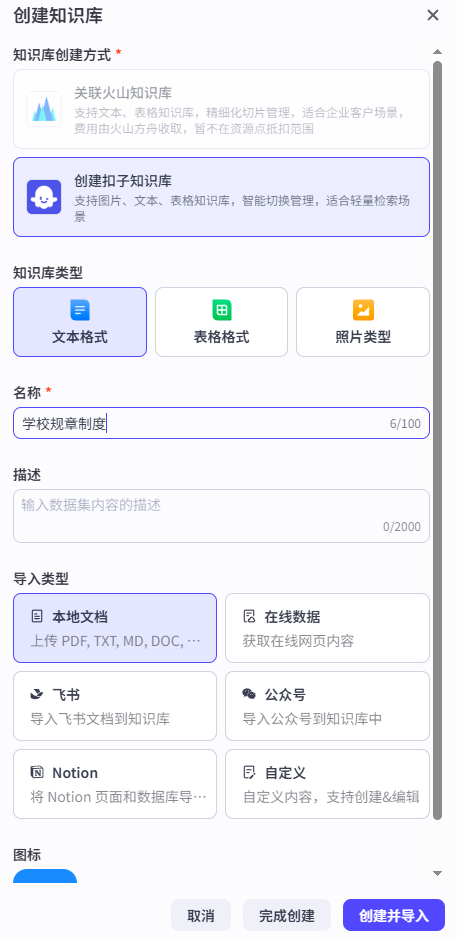 创建知识库
知识库创建方式 *
关联火山知识库
支持文本、表格知识库，精细化切片管理，适合企业客户场景，
费用由火山方舟收取，暂不在资源点抵扣范围
创建扣子知识库
支持图片、文本、表格知识库，智能切换管理，适合轻量检索场
景
知识库类型
文本格式
表格格式
照片类型
名称 *
学校规章制度
6/100
描述
输入数据集内容的描述
0/2000
导入类型
本地文档
上传 PDF, TXT, MD, DOC, ···
在线数据
获取在线网页内容
飞书
导入飞书文档到知识库
公众号
导入公众号到知识库中
Notion
将 Notion 页面和数据库导···
自定义
自定义内容，支持创建&编辑
图标
取消
完成创建
创建并导入